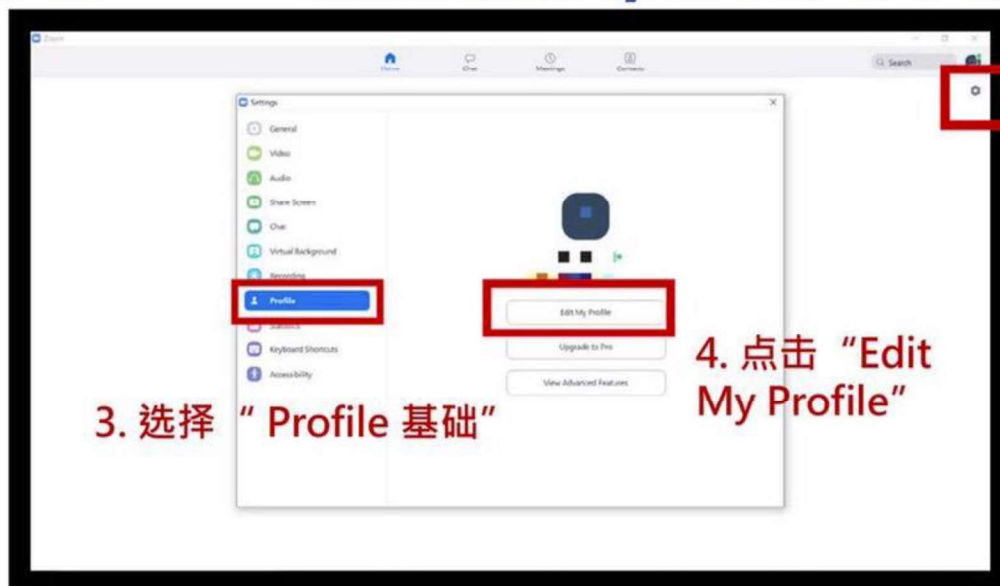 Zoom
Home
Chat
Meetings
Contacts
Search
Settings
General
Video
Audio
Share Screen
Chat
Virtual Background
Recording
Profile
Statistics
Keyboard Shortcuts
Accessibility
Edit My Profile
Upgrade to Pro
View Advanced Features
3. 选择 “ Profile 基础”
4. 点击 “Edit
My Profile”